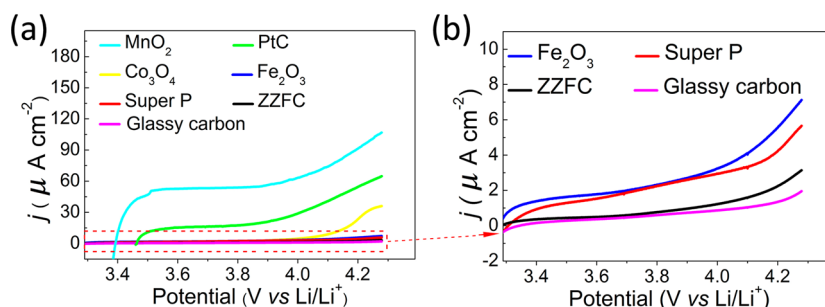 (a)
MnO₂
PtC
Co₃O₄
Fe₂O₃
Super P
ZZFC
Glassy carbon
180
150
120
90
60
30
0
j ( μ A cm⁻²)
3.4
3.6
3.8
4.0
4.2
Potential (V vs Li/Li⁺)
(b)
Fe₂O₃
Super P
ZZFC
Glassy carbon
10
8
6
4
2
0
-2
j ( μ A cm⁻²)
3.4
3.6
3.8
4.0
4.2
Potential (V vs Li/Li⁺)